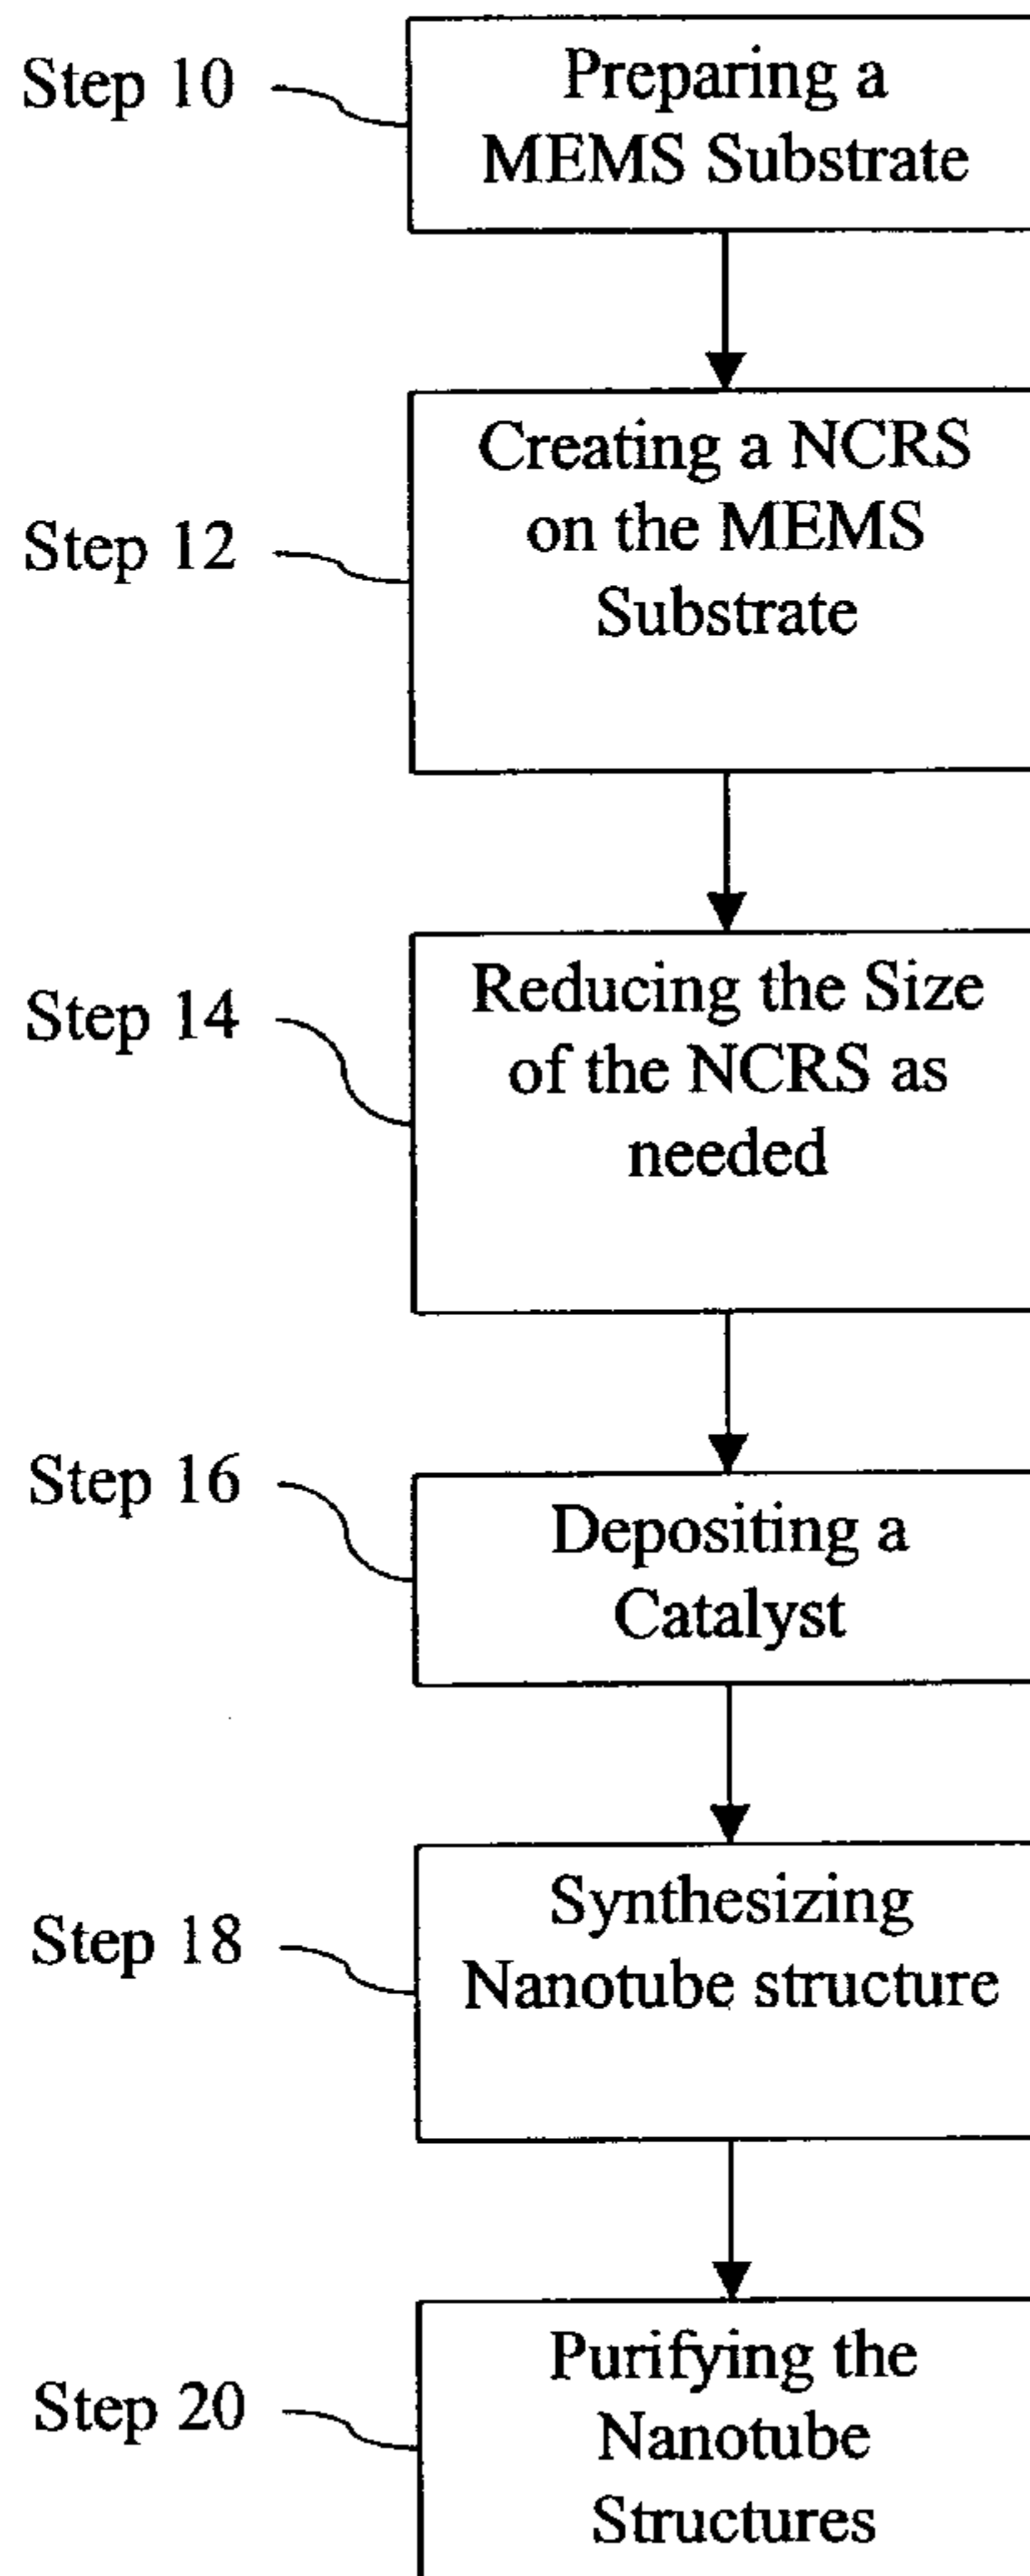 Step 10
Preparing a
MEMS Substrate
Step 12
Creating a NCRS
on the MEMS
Substrate
Step 14
Reducing the Size
of the NCRS as
needed
Step 16
Depositing a
Catalyst
Step 18
Synthesizing
Nanotube structure
Step 20
Purifying the
Nanotube
Structures